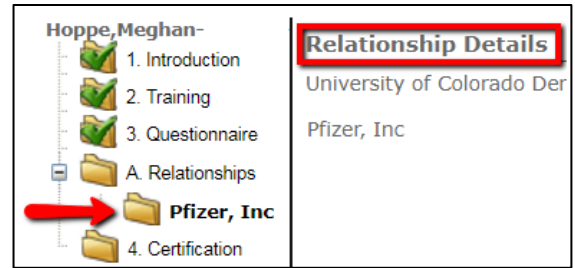 Hoppe,Meghan-
1. Introduction
2. Training
3. Questionnaire
A. Relationships
Pfizer, Inc
4. Certification
Relationship Details
University of Colorado Der
Pfizer, Inc